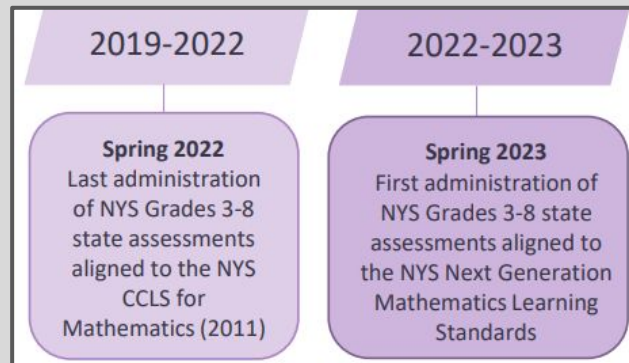 2019-2022
Spring 2022
Last administration
of NYS Grades 3-8
state assessments
aligned to the NYS
CCLS for
Mathematics (2011)
2022-2023
Spring 2023
First administration of
NYS Grades 3-8 state
assessments aligned to
the NYS Next Generation
Mathematics Learning
Standards